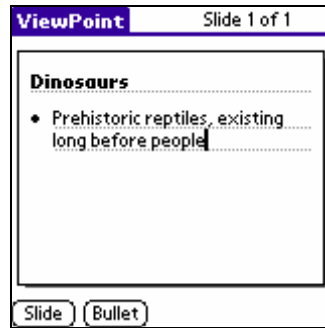 ViewPoint Slide 1 of 1
Dinosaurs
• Prehistoric reptiles, existing
long before people
Slide Bullet